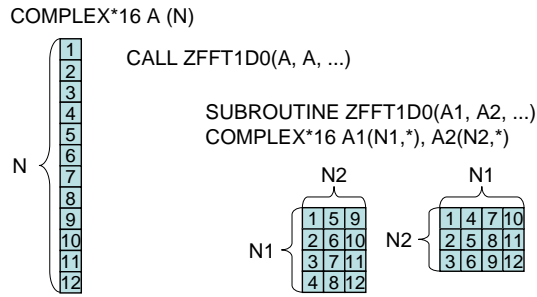 COMPLEX*16 A (N)
CALL ZFFT1D0(A, A, ...)
SUBROUTINE ZFFT1D0(A1, A2, ...)
COMPLEX*16 A1(N1,*), A2(N2,*)
N
1
2
3
4
5
6
7
8
9
10
11
12
N2
N1
1 5 9
2 6 10
3 7 11
4 8 12
N1
N2
1 4 7 10
2 5 8 11
3 6 9 12